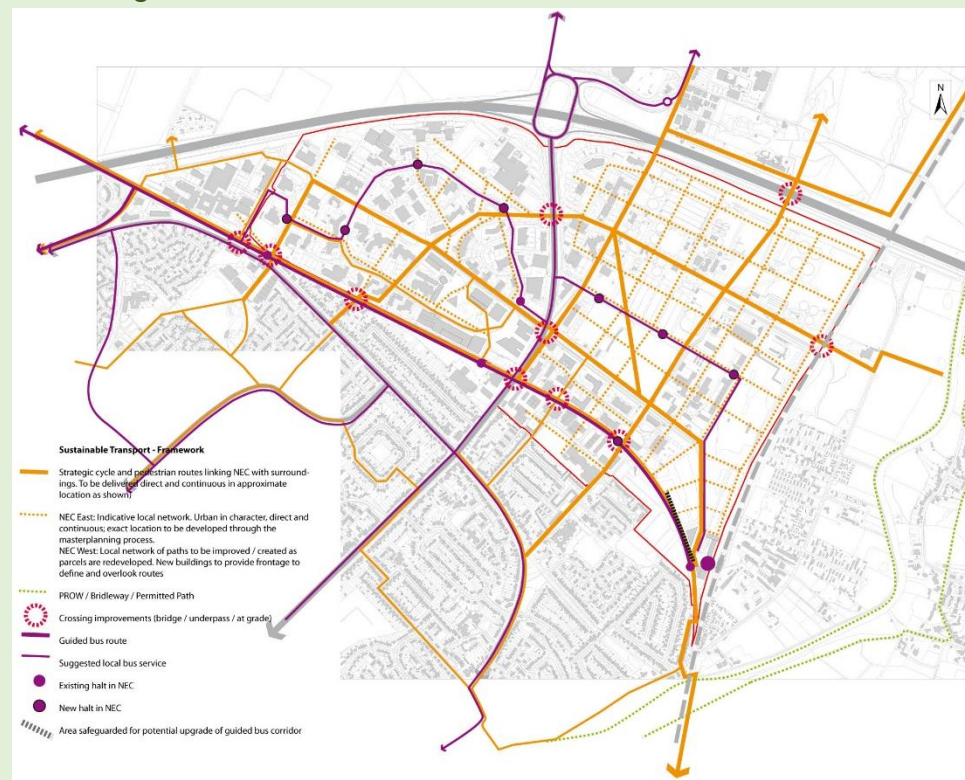 N
Sustainable Transport - Framework
Strategic cycle and pedestrian routes linking NEC with surround-
ings. To be delivered direct and continuous in approximate
location as shown
NEC East: Indicative local network. Urban in character, direct and
continuous; exact location to be developed through the
masterplanning process.
NEC West: Local network of paths to be improved / created as
parcels are redeveloped. New buildings to provide frontage to
define and overlook routes
PROW / Bridleway / Permitted Path
Crossing improvements (bridge / underpass / at grade)
Guided bus route
Suggested local bus service
Existing halt in NEC
New halt in NEC
Area safeguarded for potential upgrade of guided bus corridor